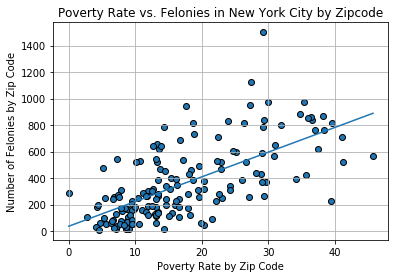 Poverty Rate vs. Felonies in New York City by Zipcode
Number of Felonies by Zip Code
1400
1200
1000
800
600
400
200
0
0 10 20 30 40
Poverty Rate by Zip Code